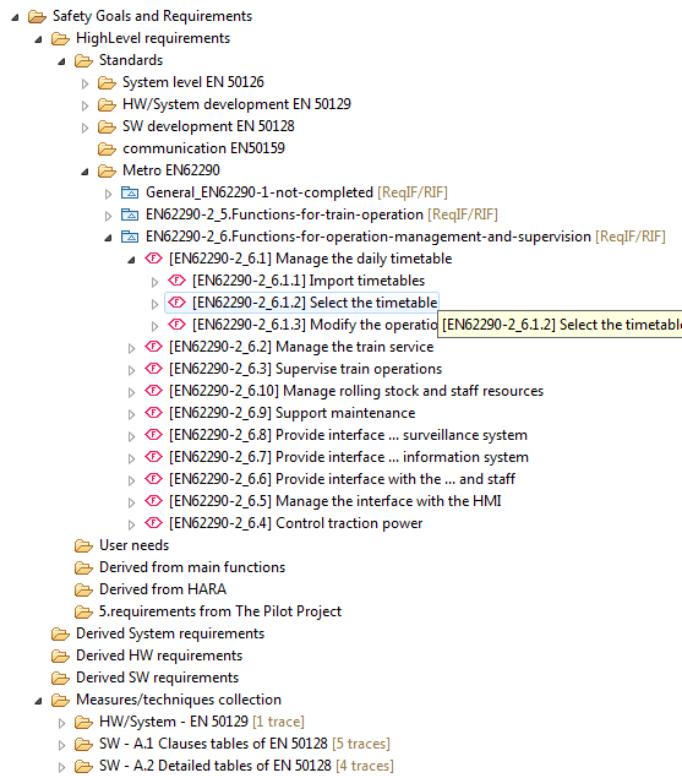 Safety Goals and Requirements
HighLevel requirements
Standards
System level EN 50126
HW/System development EN 50129
SW development EN 50128
communication EN50159
Metro EN62290
General_EN62290-1-not-completed [ReqIF/RIF]
EN62290-2_5.Functions-for-train-operation [ReqIF/RIF]
EN62290-2_6.Functions-for-operation-management-and-supervision [ReqIF/RIF]
[EN62290-2_6.1] Manage the daily timetable
[EN62290-2_6.1.1] Import timetables
[EN62290-2_6.1.2] Select the timetable
[EN62290-2_6.1.3] Modify the operatio [EN62290-2_6.1.2] Select the timetable
[EN62290-2_6.2] Manage the train service
[EN62290-2_6.3] Supervise train operations
[EN62290-2_6.10] Manage rolling stock and staff resources
[EN62290-2_6.9] Support maintenance
[EN62290-2_6.8] Provide interface ... surveillance system
[EN62290-2_6.7] Provide interface ... information system
[EN62290-2_6.6] Provide interface with the ... and staff
[EN62290-2_6.5] Manage the interface with the HMI
[EN62290-2_6.4] Control traction power
User needs
Derived from main functions
Derived from HARA
5.requirements from The Pilot Project
Derived System requirements
Derived HW requirements
Derived SW requirements
Measures/techniques collection
HW/System - EN 50129 [1 trace]
SW - A.1 Clauses tables of EN 50128 [5 traces]
SW - A.2 Detailed tables of EN 50128 [4 traces]